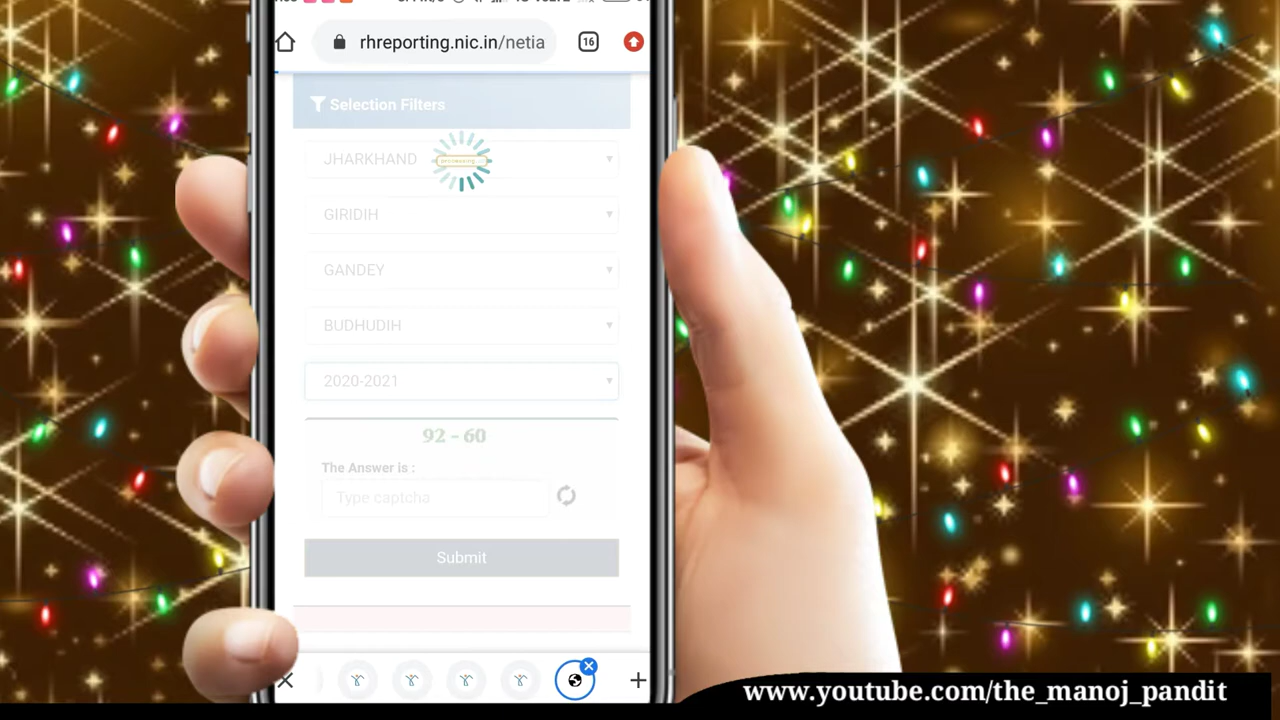 rhreporting.nic.in/netia
16
Selection Filters
JHARKHAND
GIRIDIH
GANDEY
BUDHUDIH
2020-2021
92 - 60
The Answer is :
Type captcha
Submit
www.youtube.com/the_manoj_pandit